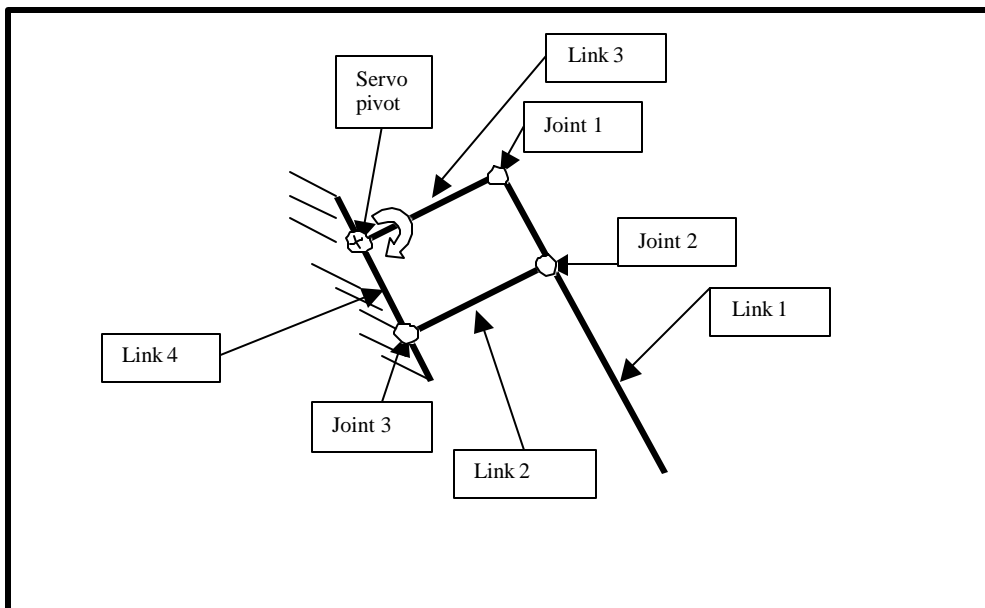 Link 3
Servo
pivot
Joint 1
Joint 2
Link 1
Link 4
Joint 3
Link 2